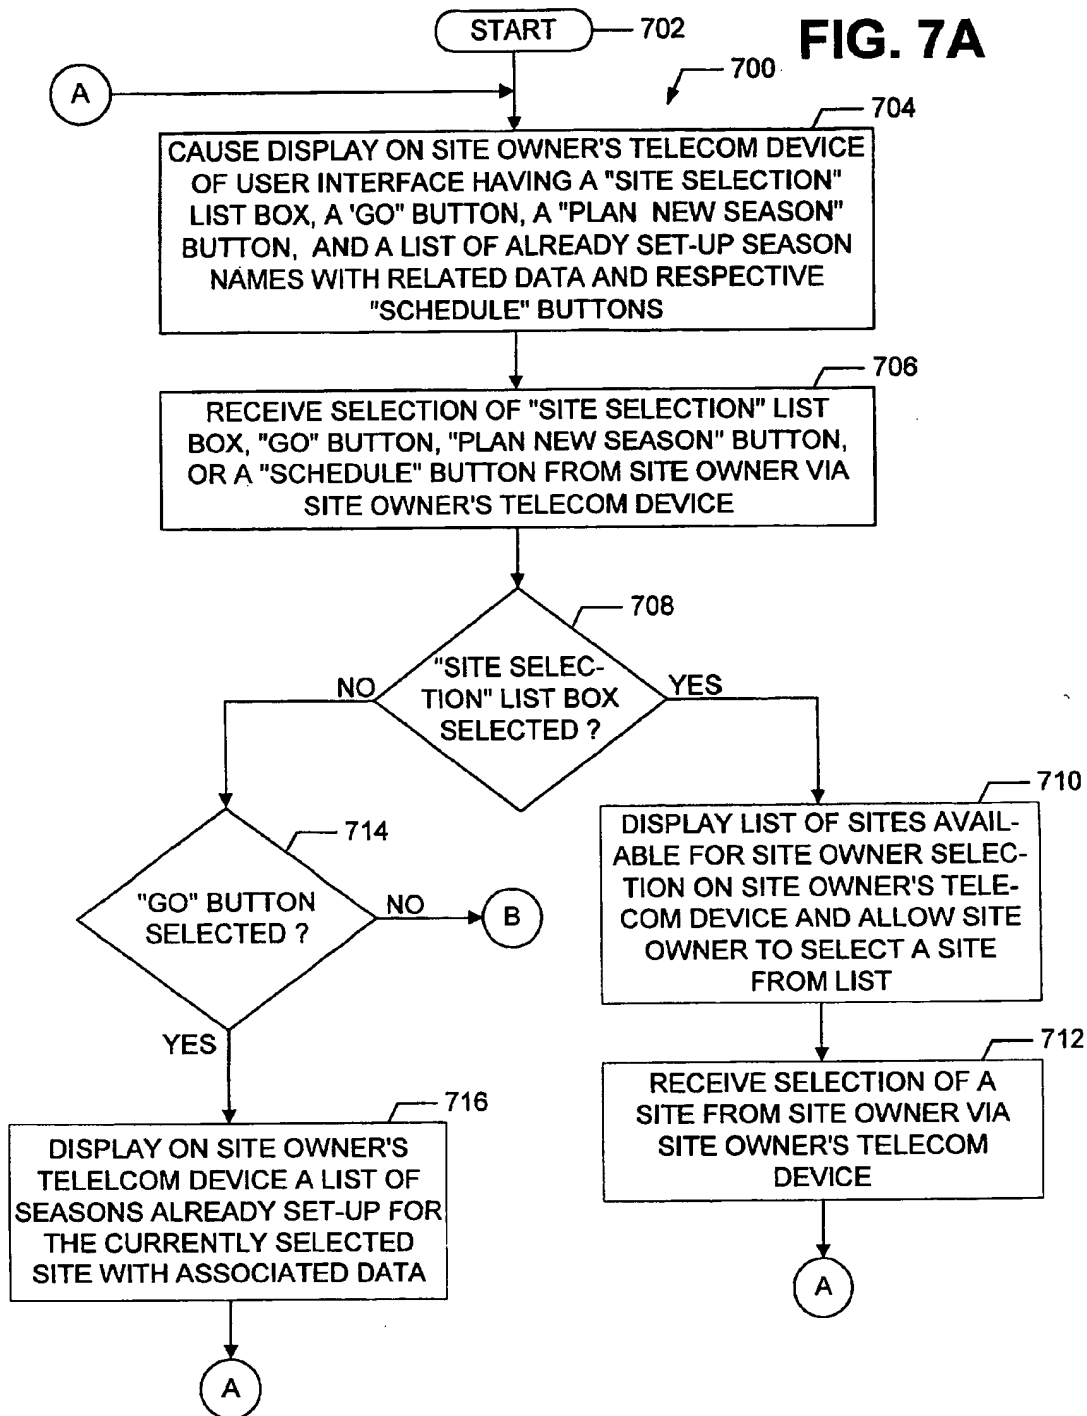 START
702
FIG. 7A
A
700
704
CAUSE DISPLAY ON SITE OWNER'S TELECOM DEVICE
OF USER INTERFACE HAVING A "SITE SELECTION"
LIST BOX, A 'GO" BUTTON, A "PLAN NEW SEASON"
BUTTON, AND A LIST OF ALREADY SET-UP SEASON
NAMES WITH RELATED DATA AND RESPECTIVE
"SCHEDULE" BUTTONS
706
RECEIVE SELECTION OF "SITE SELECTION" LIST
BOX, "GO" BUTTON, "PLAN NEW SEASON" BUTTON,
OR A "SCHEDULE" BUTTON FROM SITE OWNER VIA
SITE OWNER'S TELECOM DEVICE
708
"SITE SELEC-
TION" LIST BOX
SELECTED ?
NO
YES
710
DISPLAY LIST OF SITES AVAIL-
ABLE FOR SITE OWNER SELEC-
TION ON SITE OWNER'S TELE-
COM DEVICE AND ALLOW SITE
OWNER TO SELECT A SITE
FROM LIST
714
"GO" BUTTON
SELECTED ?
NO
B
YES
712
RECEIVE SELECTION OF A
SITE FROM SITE OWNER VIA
SITE OWNER'S TELECOM
DEVICE
716
DISPLAY ON SITE OWNER'S
TELELCOM DEVICE A LIST OF
SEASONS ALREADY SET-UP FOR
THE CURRENTLY SELECTED
SITE WITH ASSOCIATED DATA
A
A